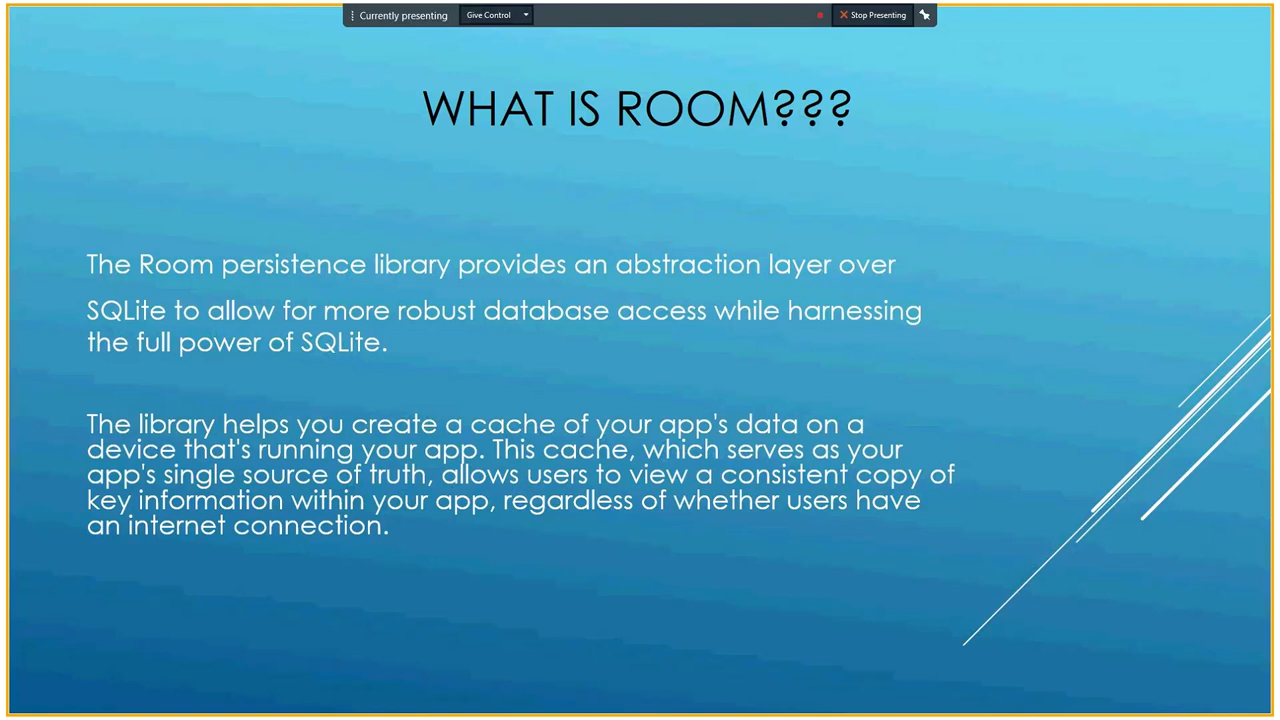 Currently presenting Give Control Stop Presenting
WHAT IS ROOM???
The Room persistence library provides an abstraction layer over
SQLite to allow for more robust database access while harnessing
the full power of SQLite.
The library helps you create a cache of your app's data on a
device that's running your app. This cache, which serves as your
app's single source of truth, allows users to view a consistent copy of
key information within your app, regardless of whether users have
an internet connection.